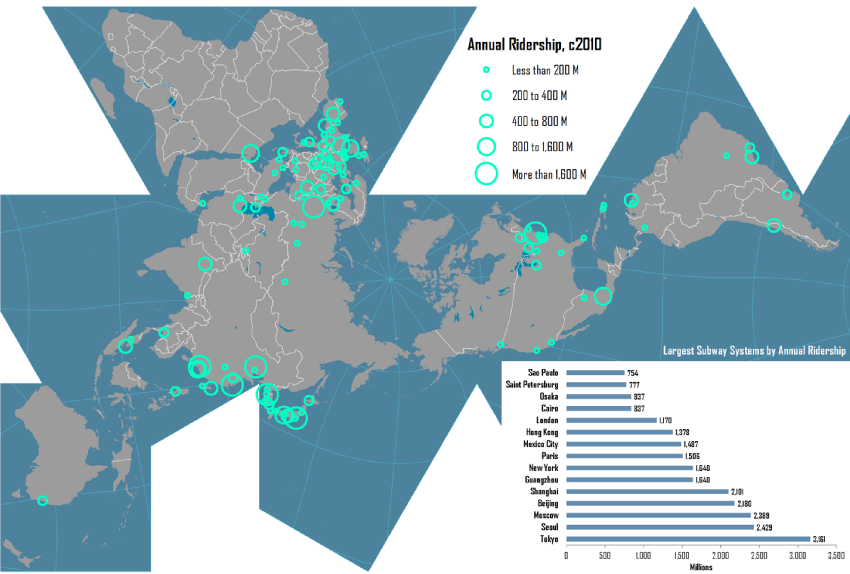 Annual Ridership, c2010
Less than 200 M
200 to 400 M
400 to 800 M
800 to 1,600 M
More than 1,600 M
Largest Subway Systems by Annual Ridership
Sao Paulo 754
Saint Petersburg 777
Osaka 837
Cairo 837
London 1,170
Hong Kong 1,378
Mexico City 1,487
Paris 1,506
New York 1,640
Guangzhou 1,640
Shanghai 2,101
Beijing 2,180
Moscow 2,389
Seoul 2,429
Tokyo 3,161
0 500 1,000 1,500 2,000 2,500 3,000 3,500
Millions